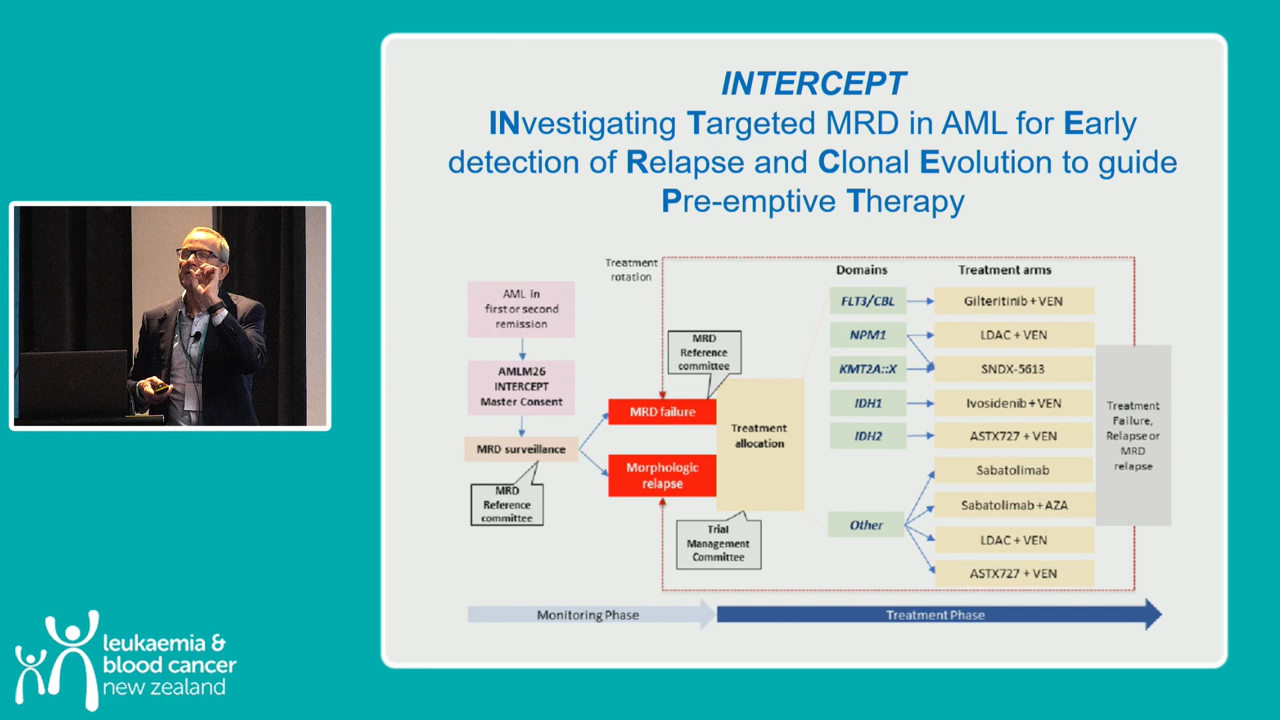 INTERCEPT
INvestigating Targeted MRD in AML for Early
detection of Relapse and Clonal Evolution to guide
Pre-emptive Therapy
Treatment
rotation
AML in
first or second
remission
AMLM26
INTERCEPT
Master Consent
MRD surveillance
MRD
Reference
committee
MRD failure
Morphologic
relapse
MRD
Reference
committee
Treatment
allocation
Trial
Management
Committee
Domains
Treatment arms
FLT3/CBL
Gilteritinib + VEN
NPM1
LDAC + VEN
KMT2A::X
SNDX-5613
IDH1
Ivosidenib + VEN
IDH2
ASTX727 + VEN
Other
Sabatolimab
Sabatolimab + AZA
LDAC + VEN
ASTX727 + VEN
Treatment
Failure,
Relapse or
MRD
relapse
Monitoring Phase
Treatment Phase
leukaemia &
blood cancer
new zealand